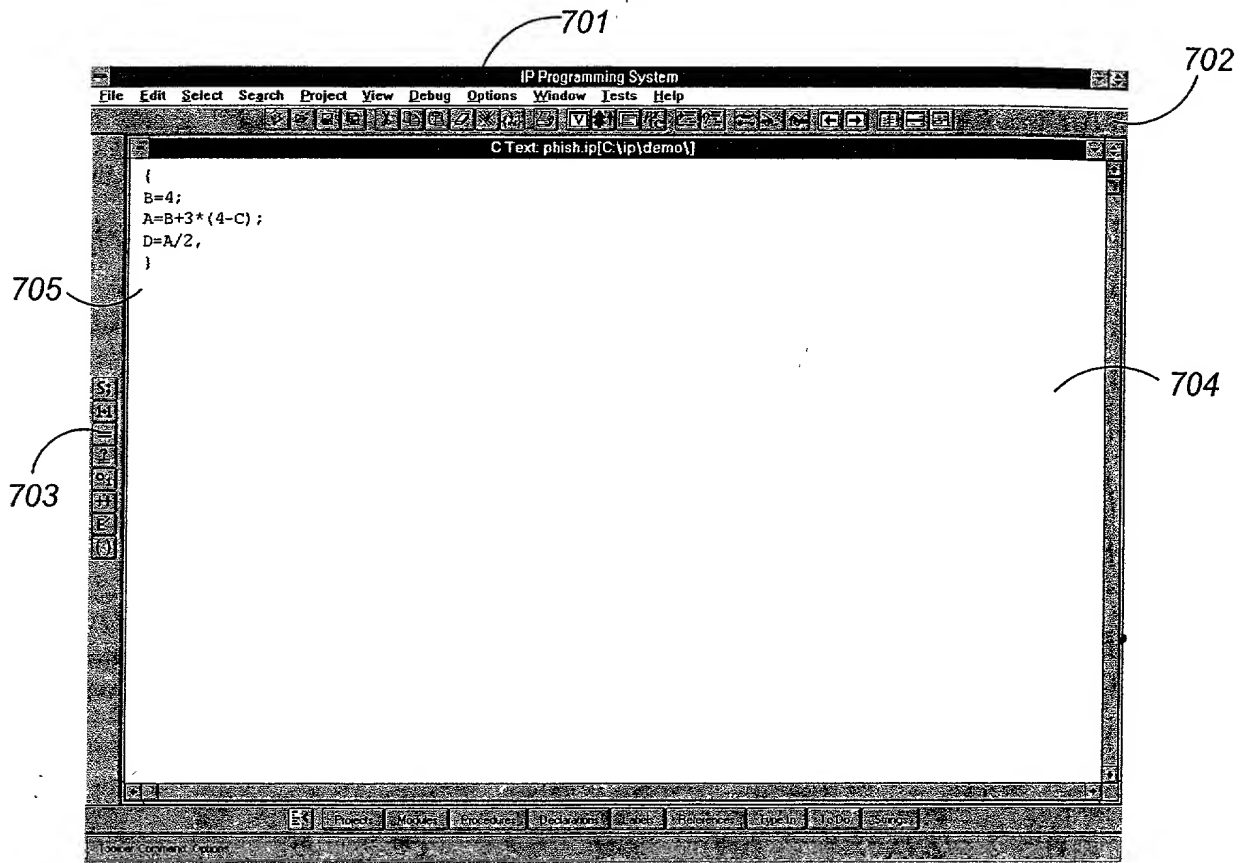 701
702
IP Programming System
File Edit Select Search Project View Debug Options Window Tests Help
C Text: phish.ip[C:\ip\demo\]
{
B=4;
A=B+3*(4-C);
D=A/2,
}
705
704
703
Projects Modules Procedures Declarations Labels References Type In To Do Strings